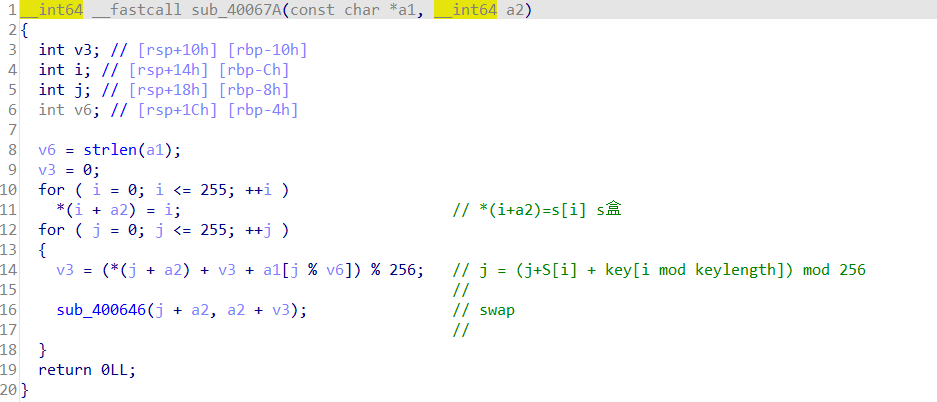 1 __int64 __fastcall sub_40067A(const char *a1, __int64 a2)
2 {
3 int v3; // [rsp+10h] [rbp-10h]
4 int i; // [rsp+14h] [rbp-Ch]
5 int j; // [rsp+18h] [rbp-8h]
6 int v6; // [rsp+1Ch] [rbp-4h]
7
8 v6 = strlen(a1);
9 v3 = 0;
10 for ( i = 0; i <= 255; ++i )
11 *(i + a2) = i; // *(i+a2)=s[i] s盒
12 for ( j = 0; j <= 255; ++j )
13 {
14 v3 = (*(j + a2) + v3 + a1[j % v6]) % 256; // j = (j+S[i] + key[i mod keylength]) mod 256
15 //
16 sub_400646(j + a2, a2 + v3); // swap
17 //
18 }
19 return 0LL;
20 }